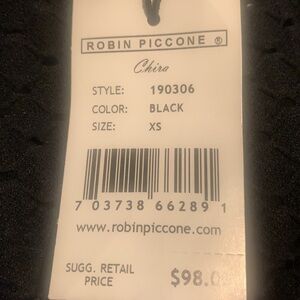 ROBIN PICCONE ®
Chira
STYLE: 190306
COLOR: BLACK
SIZE: XS
7 03738 66289 1
www.robinpiccone.com
SUGG. RETAIL
PRICE $98.0